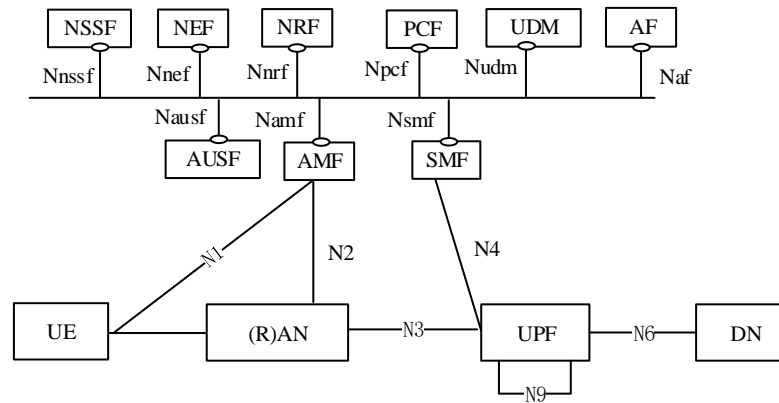 NSSF NEF NRF PCF UDM AF
Nnssf Nnef Nnrf Npcf Nudm Naf
Nausf Namf Nsmf
AUSF AMF SMF
N1 N2 N4
UE (R)AN N3 UPF N6 DN
N9